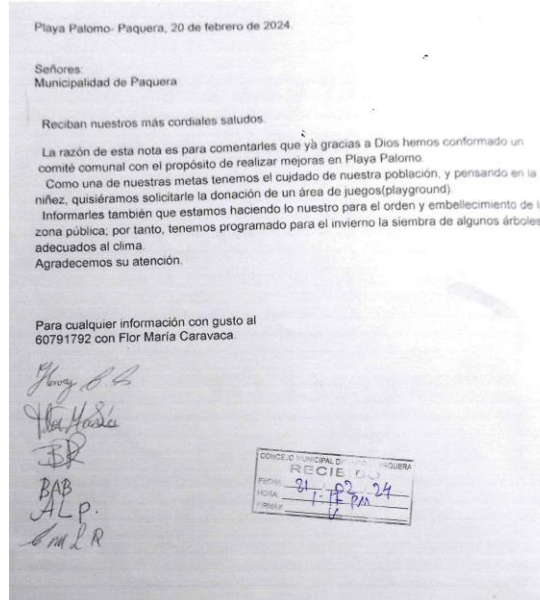 Playa Palomo- Paquera, 20 de febrero de 2024.
Señores:
Municipalidad de Paquera
Reciban nuestros más cordiales saludos.
La razón de esta nota es para comentarles que ya gracias a Dios hemos conformado un
comité comunal con el propósito de realizar mejoras en Playa Palomo.
Como una de nuestras metas tenemos el cuidado de nuestra población, y pensando en la
niñez, quisiéramos solicitarle la donación de un área de juegos(playground).
Informarles también que estamos haciendo lo nuestro para el orden y embellecimiento de l
zona pública; por tanto, tenemos programado para el invierno la siembra de algunos árboles
adecuados al clima.
Agradecemos su atención.
Para cualquier información con gusto al
60791792 con Flor María Caravaca.
BR
BAB
ALP.
CONCEJO MUNICIPAL D PAQUERA
RECIBIDO
FECHA: 02 24
HORA: PM
FIRMA: